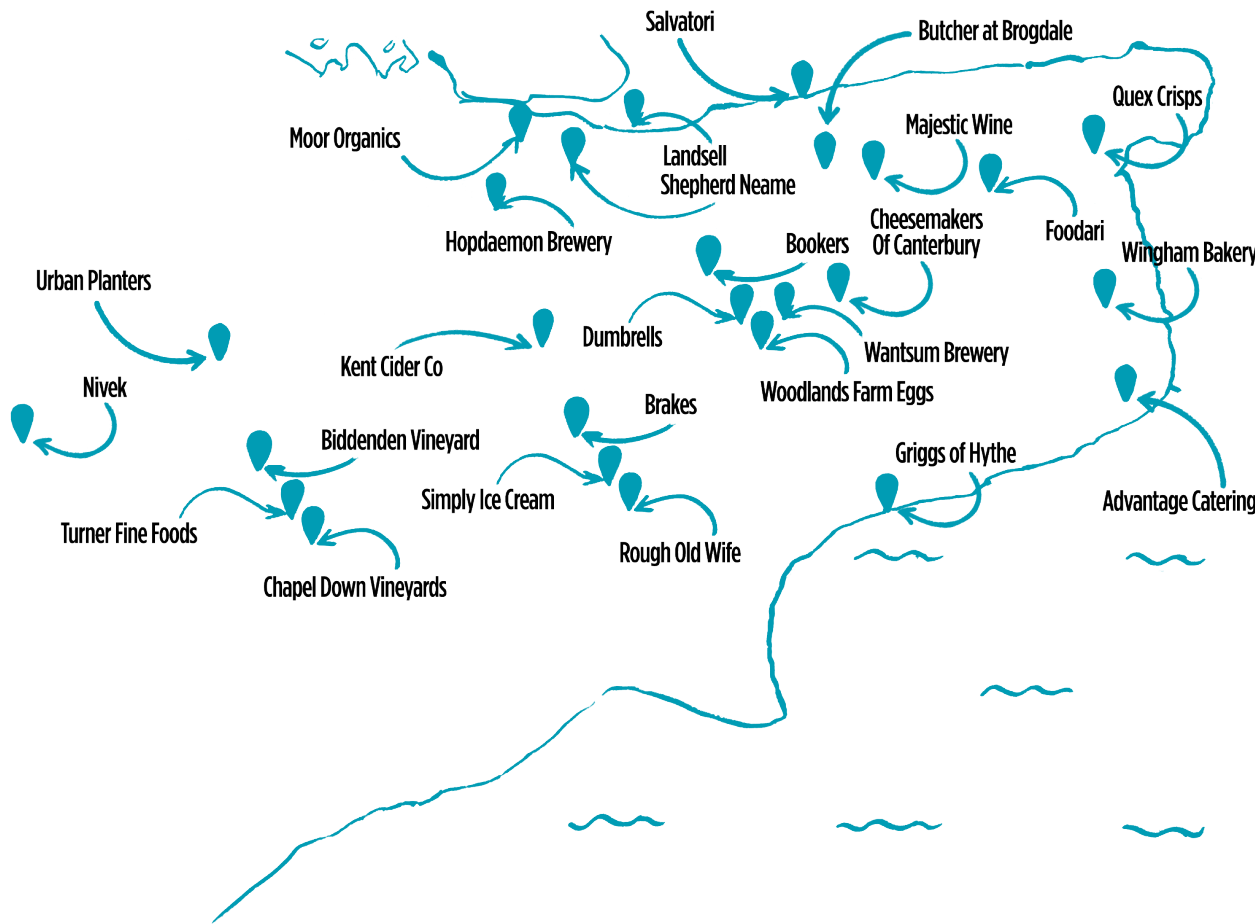 Salvatori
Butcher at Brogdale
Quex Crisps
Moor Organics
Majestic Wine
Landsell
Shepherd Neame
Hopdaemon Brewery
Bookers
Cheesemakers
Of Canterbury
Foodari
Wingham Bakery
Urban Planters
Dumbrells
Wantsum Brewery
Kent Cider Co
Nivek
Woodlands Farm Eggs
Brakes
Biddenden Vineyard
Griggs of Hythe
Simply Ice Cream
Advantage Catering
Turner Fine Foods
Rough Old Wife
Chapel Down Vineyards